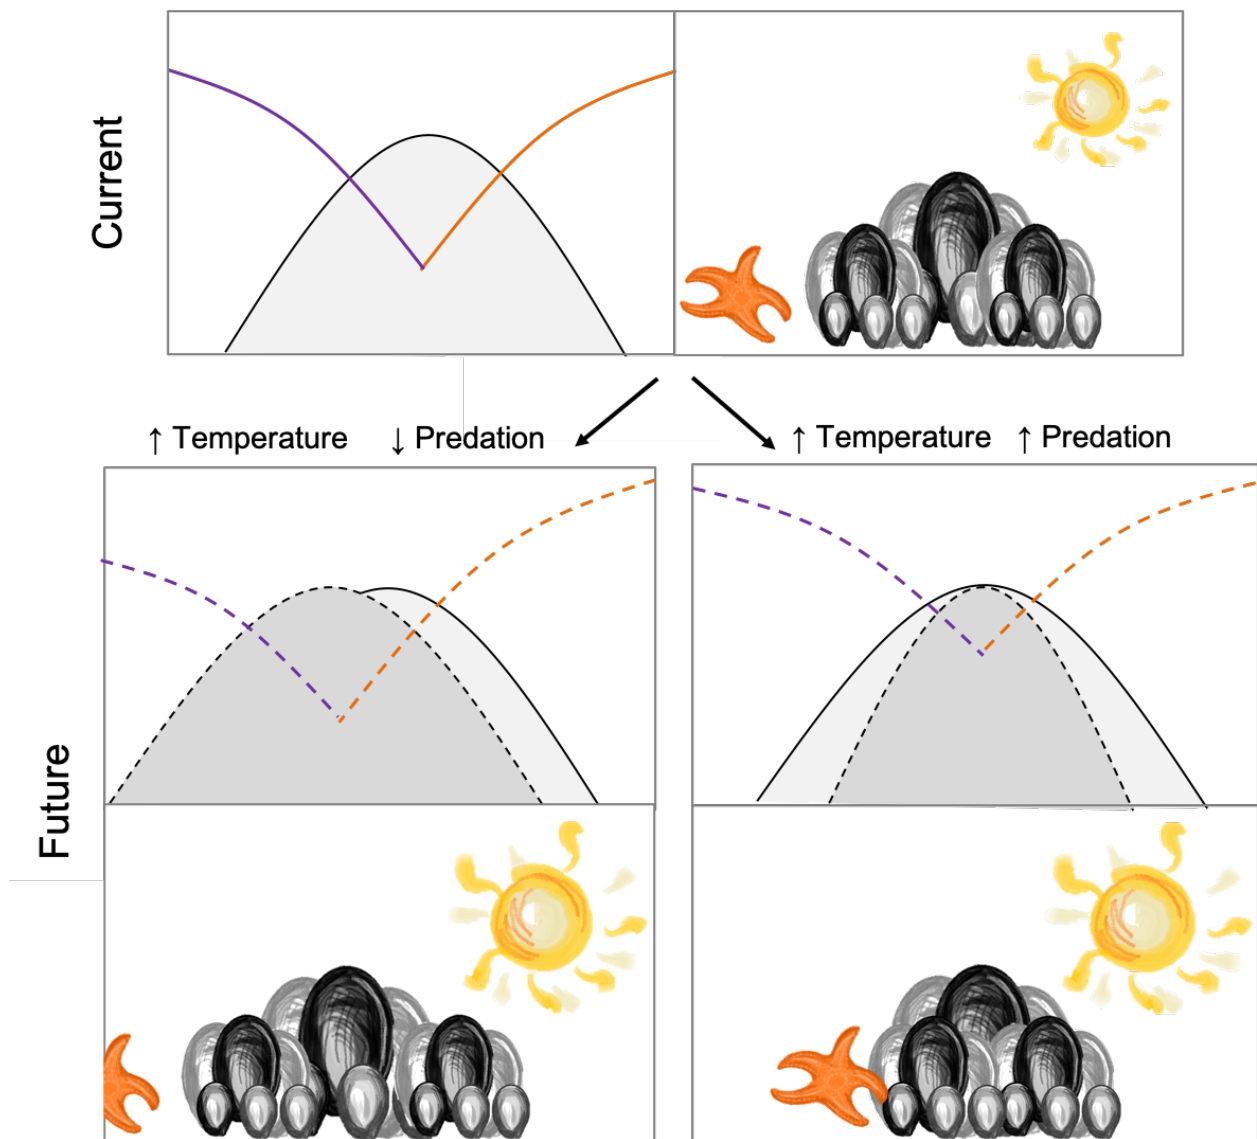 Current
↑ Temperature ↓ Predation
↑ Temperature ↑ Predation
Future